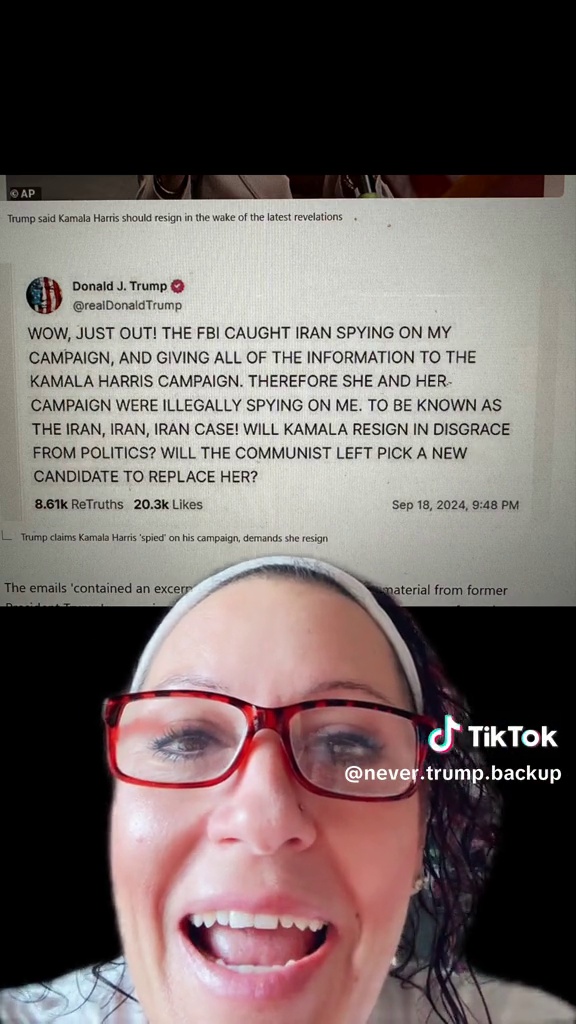 © AP
Trump said Kamala Harris should resign in the wake of the latest revelations
Donald J. Trump
@realDonaldTrump
WOW, JUST OUT! THE FBI CAUGHT IRAN SPYING ON MY
CAMPAIGN, AND GIVING ALL OF THE INFORMATION TO THE
KAMALA HARRIS CAMPAIGN. THEREFORE SHE AND HER
CAMPAIGN WERE ILLEGALLY SPYING ON ME. TO BE KNOWN AS
THE IRAN, IRAN, IRAN CASE! WILL KAMALA RESIGN IN DISGRACE
FROM POLITICS? WILL THE COMMUNIST LEFT PICK A NEW
CANDIDATE TO REPLACE HER?
8.61k ReTruths 20.3k Likes Sep 18, 2024, 9:48 PM
Trump claims Kamala Harris 'spied' on his campaign, demands she resign
The emails 'contained an material from former
TikTok
@never.trump.backup